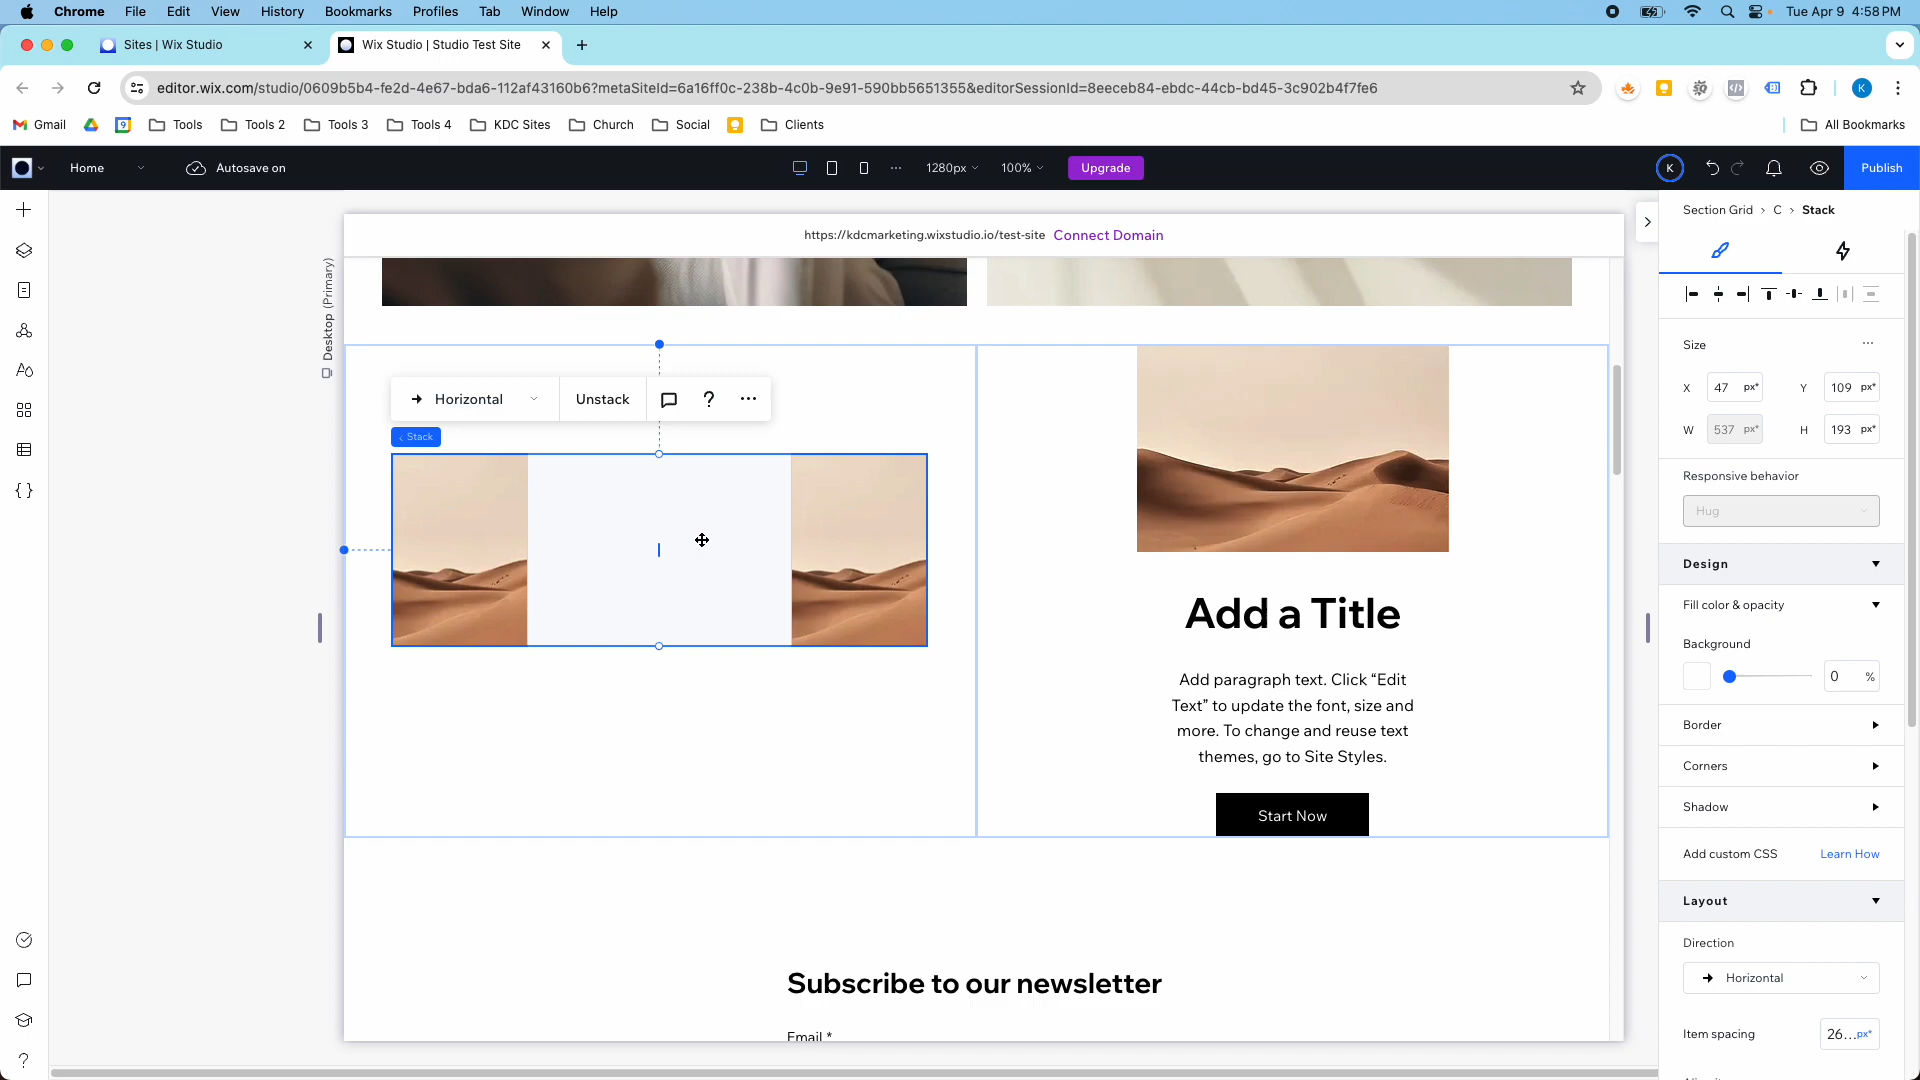 Chrome File Edit View History Bookmarks Profiles Tab Window Help
Tue Apr 9 4:58 PM
Sites | Wix Studio
Wix Studio | Studio Test Site
editor.wix.com/studio/0609b5b4-fe2d-4e67-bda6-112af43160b6?metaSiteId=6a16ff0c-238b-4c0b-9e91-590bb5651355&editorSessionId=8eeceb84-ebdc-44cb-bd45-3c902b4f7fe6
K
Gmail Tools Tools 2 Tools 3 Tools 4 KDC Sites Church Social Clients All Bookmarks
Home Autosave on 1280px 100% Upgrade K Publish
https://kdcmarketing.wixstudio.io/test-site Connect Domain
Desktop (Primary)
Horizontal Unstack ?
< Stack
Add a Title
Add paragraph text. Click “Edit
Text” to update the font, size and
more. To change and reuse text
themes, go to Site Styles.
Start Now
Subscribe to our newsletter
Email *
Section Grid > C > Stack
Size
X 47 px* Y 109 px*
W 537 px* H 193 px*
Responsive behavior
Hug
Design
Fill color & opacity
Background
0 %
Border
Corners
Shadow
Add custom CSS Learn How
Layout
Direction
Horizontal
Item spacing 26... px*